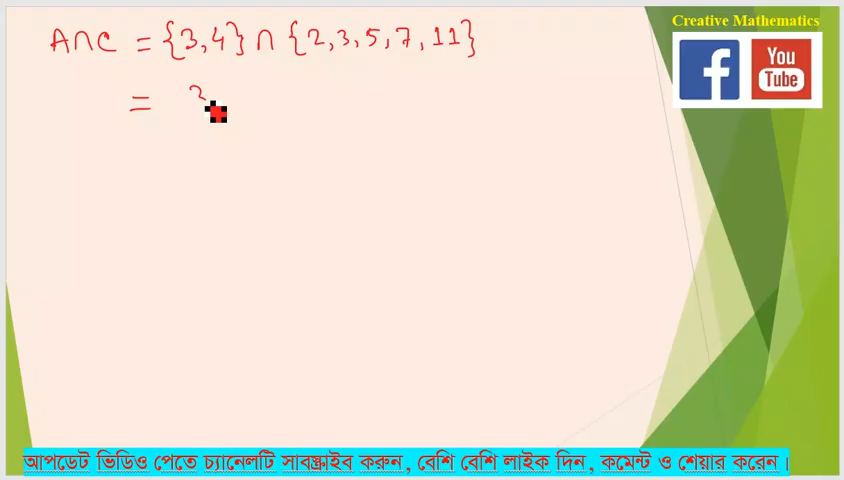 Creative Mathematics
A∩C = {3,4} ∩ {2,3,5,7,11}
f You Tube
=
আপডেট ভিডিও পেতে চ্যানেলটি সাবস্ক্রাইব করুন, বেশি বেশি লাইক দিন, কমেন্ট ও শেয়ার করেন।